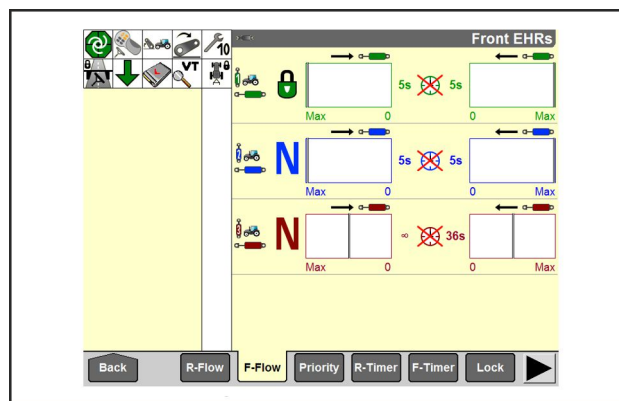 Front EHRs
10
VT
L
5s 5s
Max 0 Max 0
N
5s 5s
Max 0 Max 0
N
∞ 36s
Max 0 Max 0
Back R-Flow F-Flow Priority R-Timer F-Timer Lock